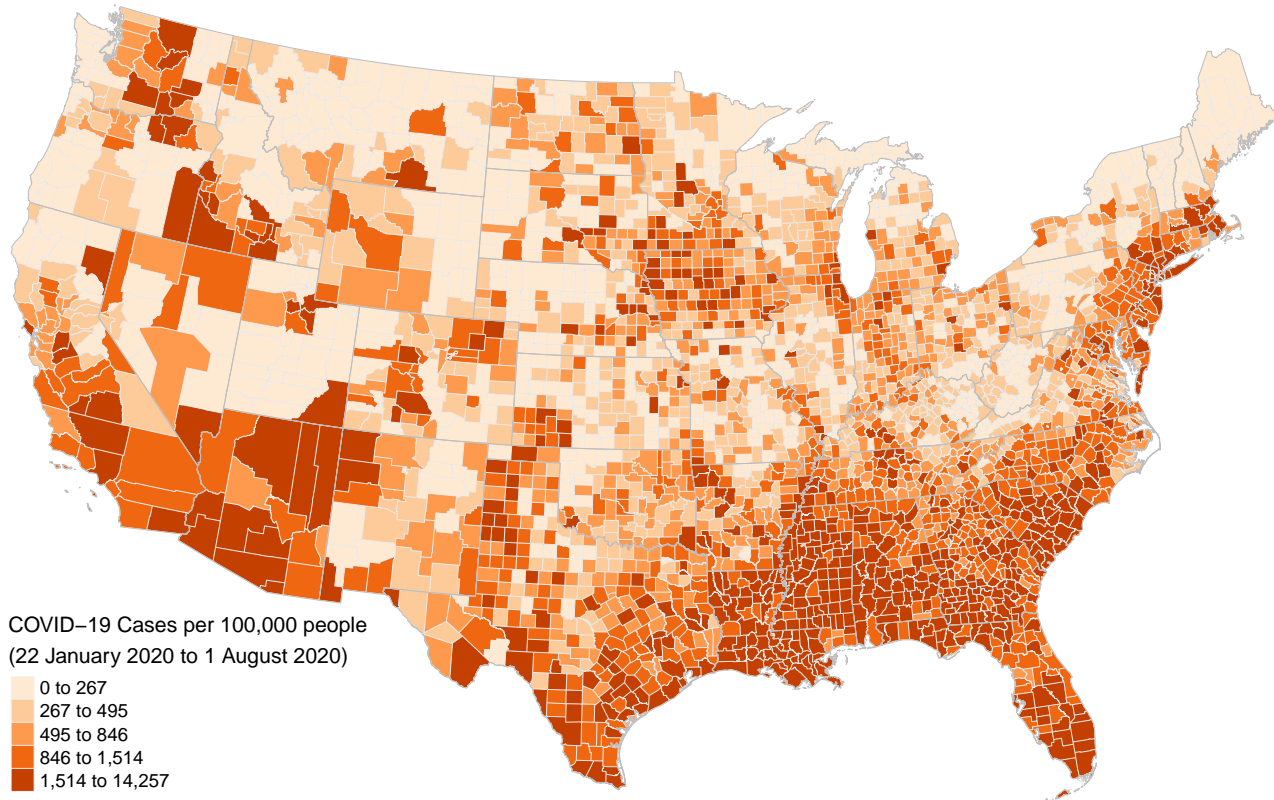 COVID−19 Cases per 100,000 people
(22 January 2020 to 1 August 2020)
0 to 267
267 to 495
495 to 846
846 to 1,514
1,514 to 14,257